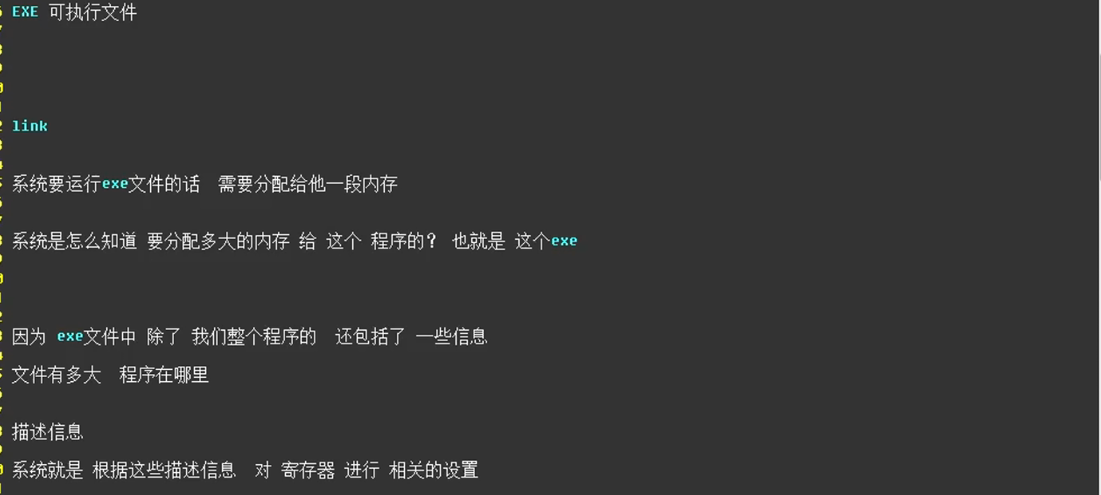 EXE 可执行文件
link
系统要运行exe文件的话 需要分配给他一段内存
系统是怎么知道 要分配多大的内存 给 这个 程序的？ 也就是 这个exe
因为 exe文件中 除了 我们整个程序的 还包括了 一些信息
文件有多大 程序在哪里
描述信息
系统就是 根据这些描述信息 对 寄存器 进行 相关的设置